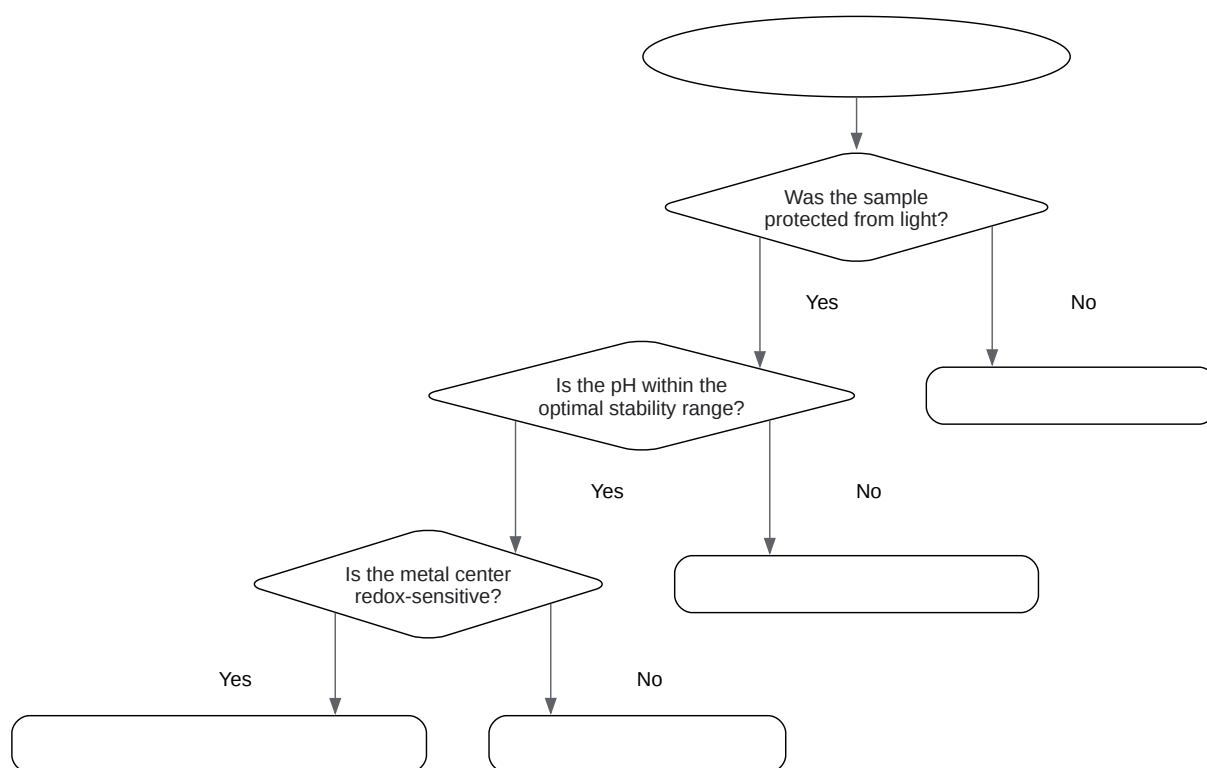 Was the sample
protected from light?
Yes
No
Is the pH within the
optimal stability range?
Yes
No
Is the metal center
redox-sensitive?
Yes
No